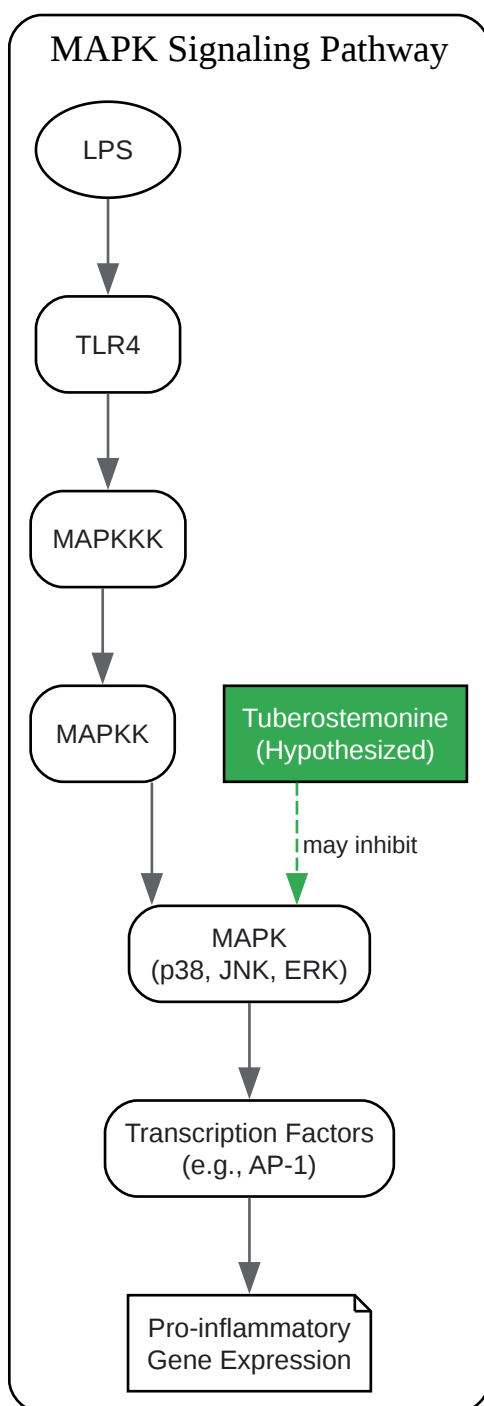 MAPK Signaling Pathway
LPS
TLR4
MAPKKK
MAPKK
Tuberostemonine
(Hypothesized)
may inhibit
MAPK
(p38, JNK, ERK)
Transcription Factors
(e.g., AP-1)
Pro-inflammatory
Gene Expression